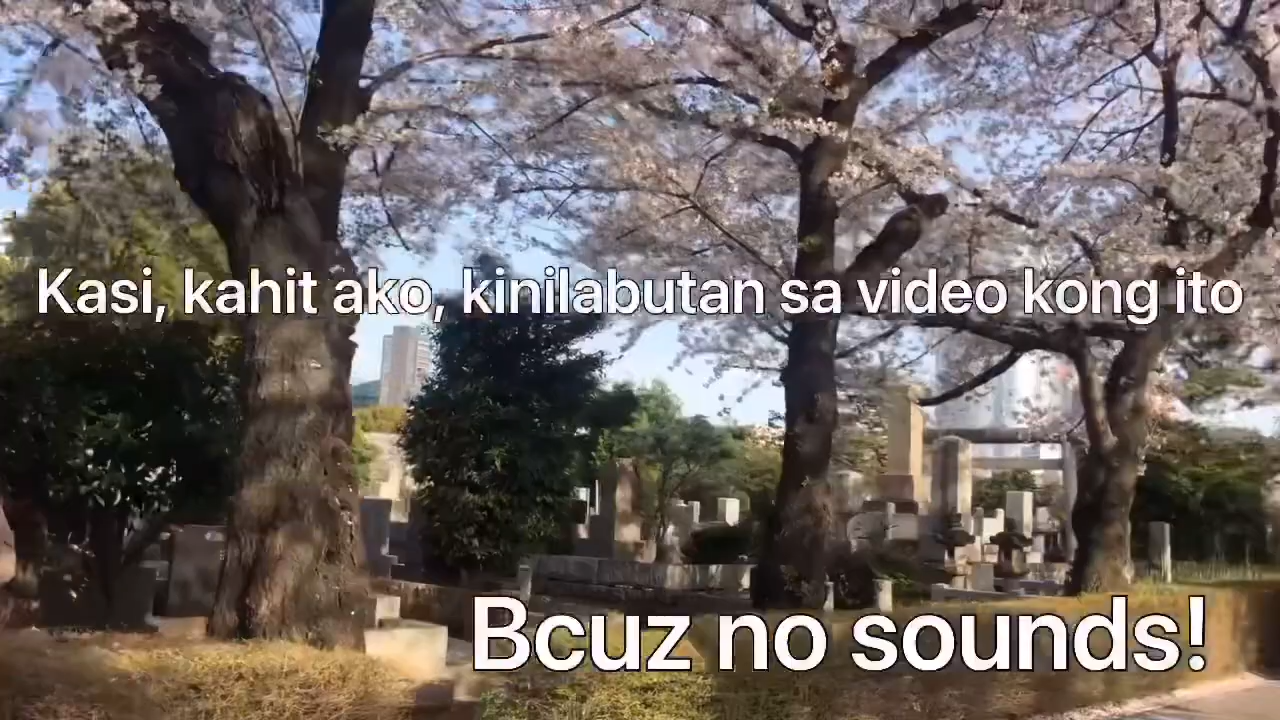 Kasi, kahit ako, kinilabutan sa video kong ito
Bcuz no sounds!